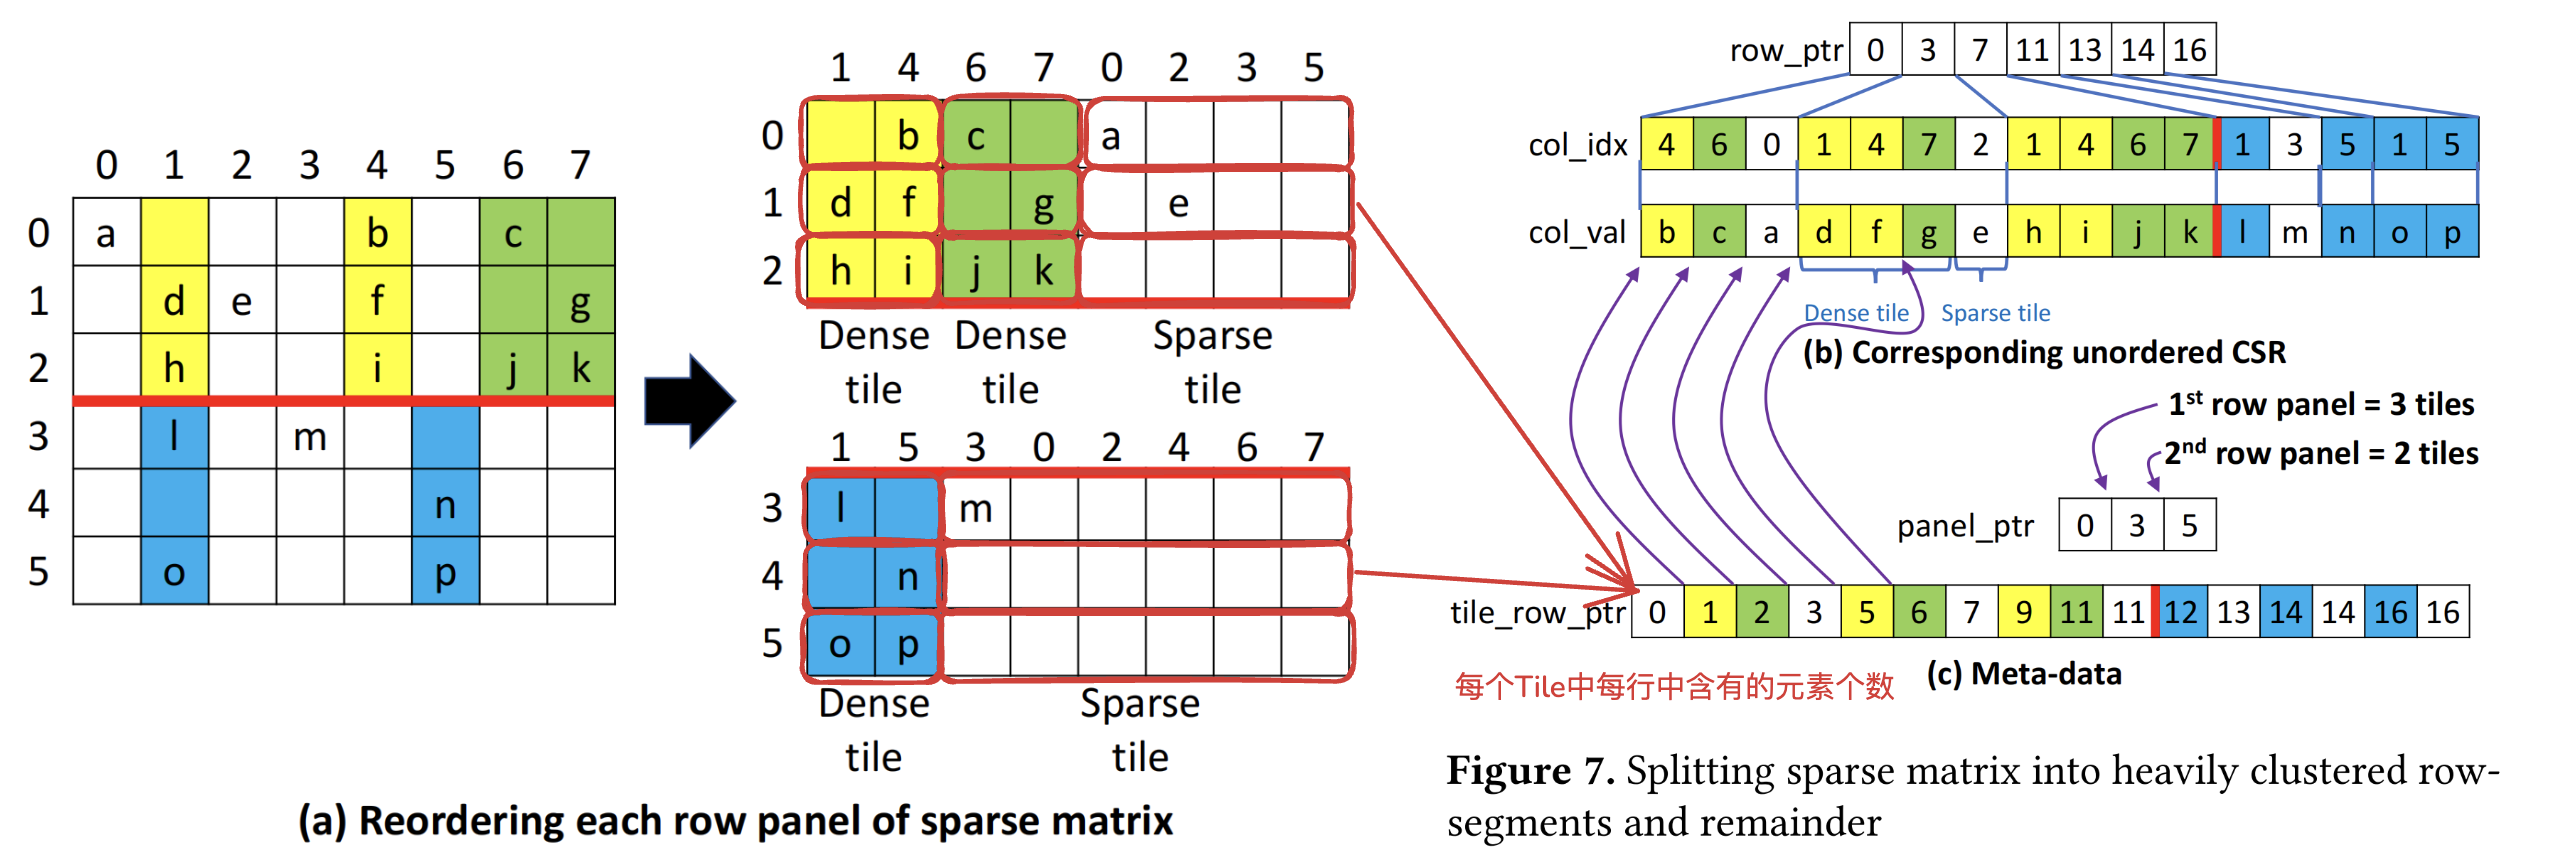 0 1 2 3 4 5 6 7
0 a b c
1 d e f g
2 h i j k
3 l m
4 n
5 o p
1 4 6 7 0 2 3 5
0 b c a
1 d f g e
2 h i j k
Dense tile
Dense tile
Sparse tile
1 5 3 0 2 4 6 7
3 l m
4 n
5 o p
Dense tile
Sparse tile
(a) Reordering each row panel of sparse matrix
row_ptr 0 3 7 11 13 14 16
col_idx 4 6 0 1 4 7 2 1 4 6 7 1 3 5 1 5
col_val b c a d f g e h i j k l m n o p
Dense tile Sparse tile
(b) Corresponding unordered CSR
1st row panel = 3 tiles
2nd row panel = 2 tiles
panel_ptr 0 3 5
tile_row_ptr 0 1 2 3 5 6 7 9 11 11 12 13 14 14 16 16
每个Tile中每行中含有的元素个数
(c) Meta-data
Figure 7. Splitting sparse matrix into heavily clustered row-
segments and remainder